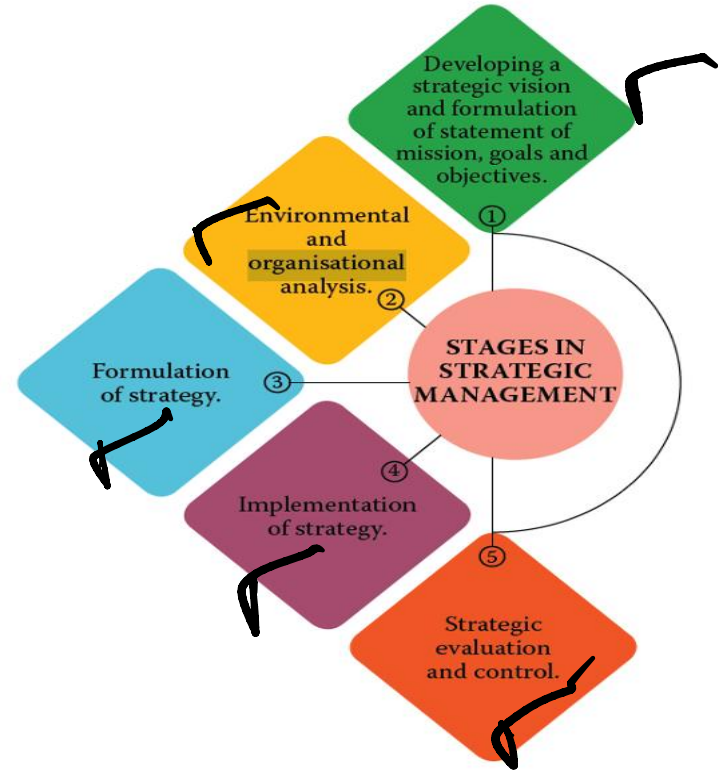 Developing a
strategic vision
and formulation
of statement of
mission, goals and
objectives.
1
Environmental
and
organisational
analysis.
2
Formulation
of strategy.
3
STAGES IN
STRATEGIC
MANAGEMENT
4
Implementation
of strategy.
5
Strategic
evaluation
and control.